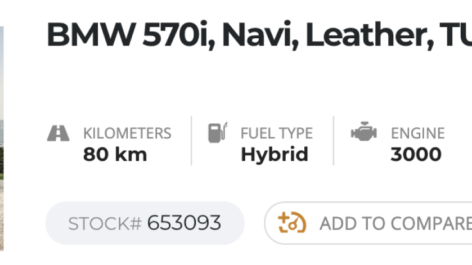 BMW 570i, Navi, Leather, TU
KILOMETERS FUEL TYPE ENGINE
80 km Hybrid 3000
STOCK# 653093 ADD TO COMPARE